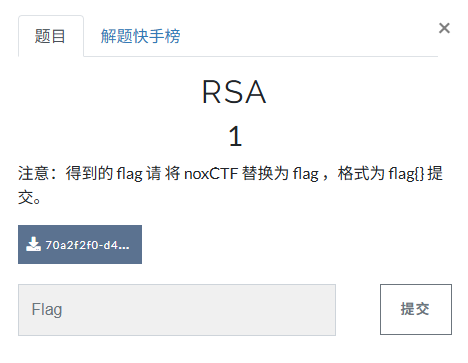 题目 解题快手榜 ×
RSA
1
注意：得到的 flag 请 将 noxCTF 替换为 flag ，格式为 flag{} 提
交。
70a2f2f0-d4...
Flag 提交